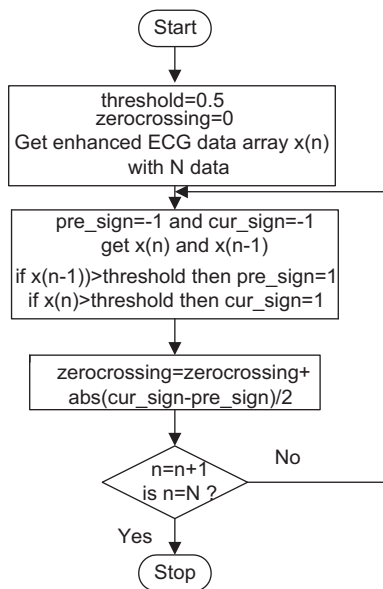 Start
threshold=0.5
zerocrossing=0
Get enhanced ECG data array x(n)
with N data
pre_sign=-1 and cur_sign=-1
get x(n) and x(n-1)
if x(n-1))>threshold then pre_sign=1
if x(n)>threshold then cur_sign=1
zerocrossing=zerocrossing+
abs(cur_sign-pre_sign)/2
n=n+1
is n=N ?
No
Yes
Stop